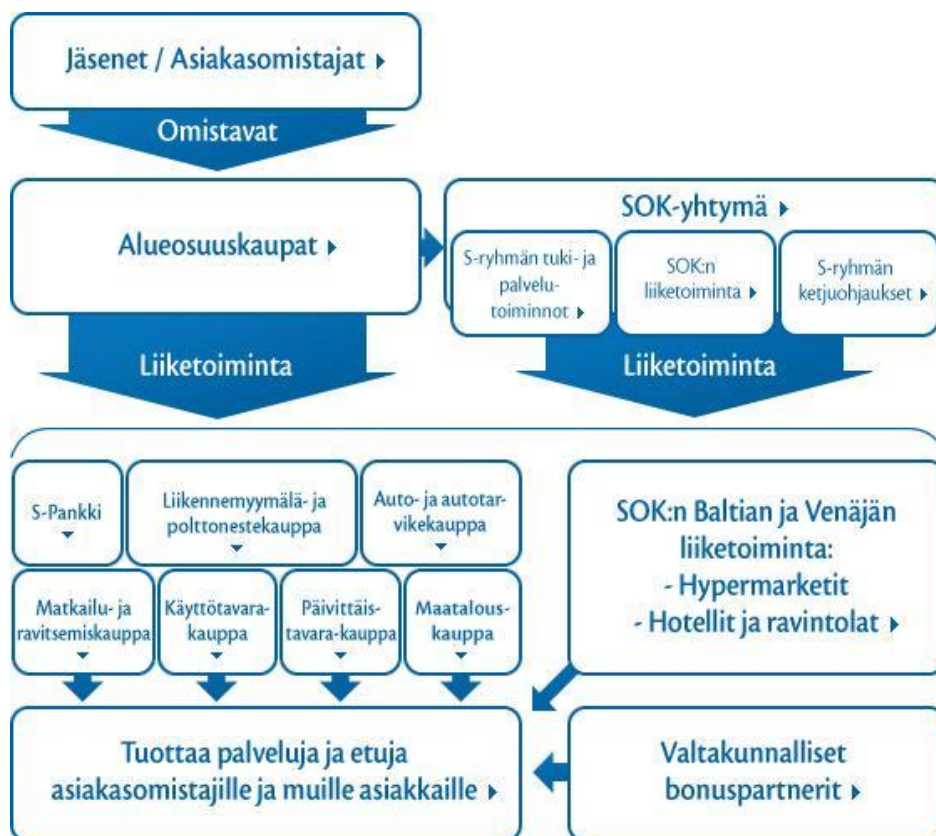 Jäsenet / Asiakasomistajat
Omistavat
Alueosuuskaupat
SOK-yhtymä
S-ryhmän tuki- ja
palvelu-
toiminnot
SOK:n
liiketoiminta
S-ryhmän
ketjuohjaukset
Liiketoiminta
Liiketoiminta
S-Pankki
Liikennemyymälä- ja
polttonestekauppa
Auto- ja autotar-
vikekauppa
Matkailu- ja
ravitsemiskauppa
Käyttötavara-
kauppa
Päivittäis-
tavara-kauppa
Maatalous-
kauppa
SOK:n Baltian ja Venäjän
liiketoiminta:
- Hypermarketit
- Hotellit ja ravintolat
Tuottaa palveluja ja etuja
asiakasomistajille ja muille asiakkaille
Valtakunnalliset
bonuspartnerit